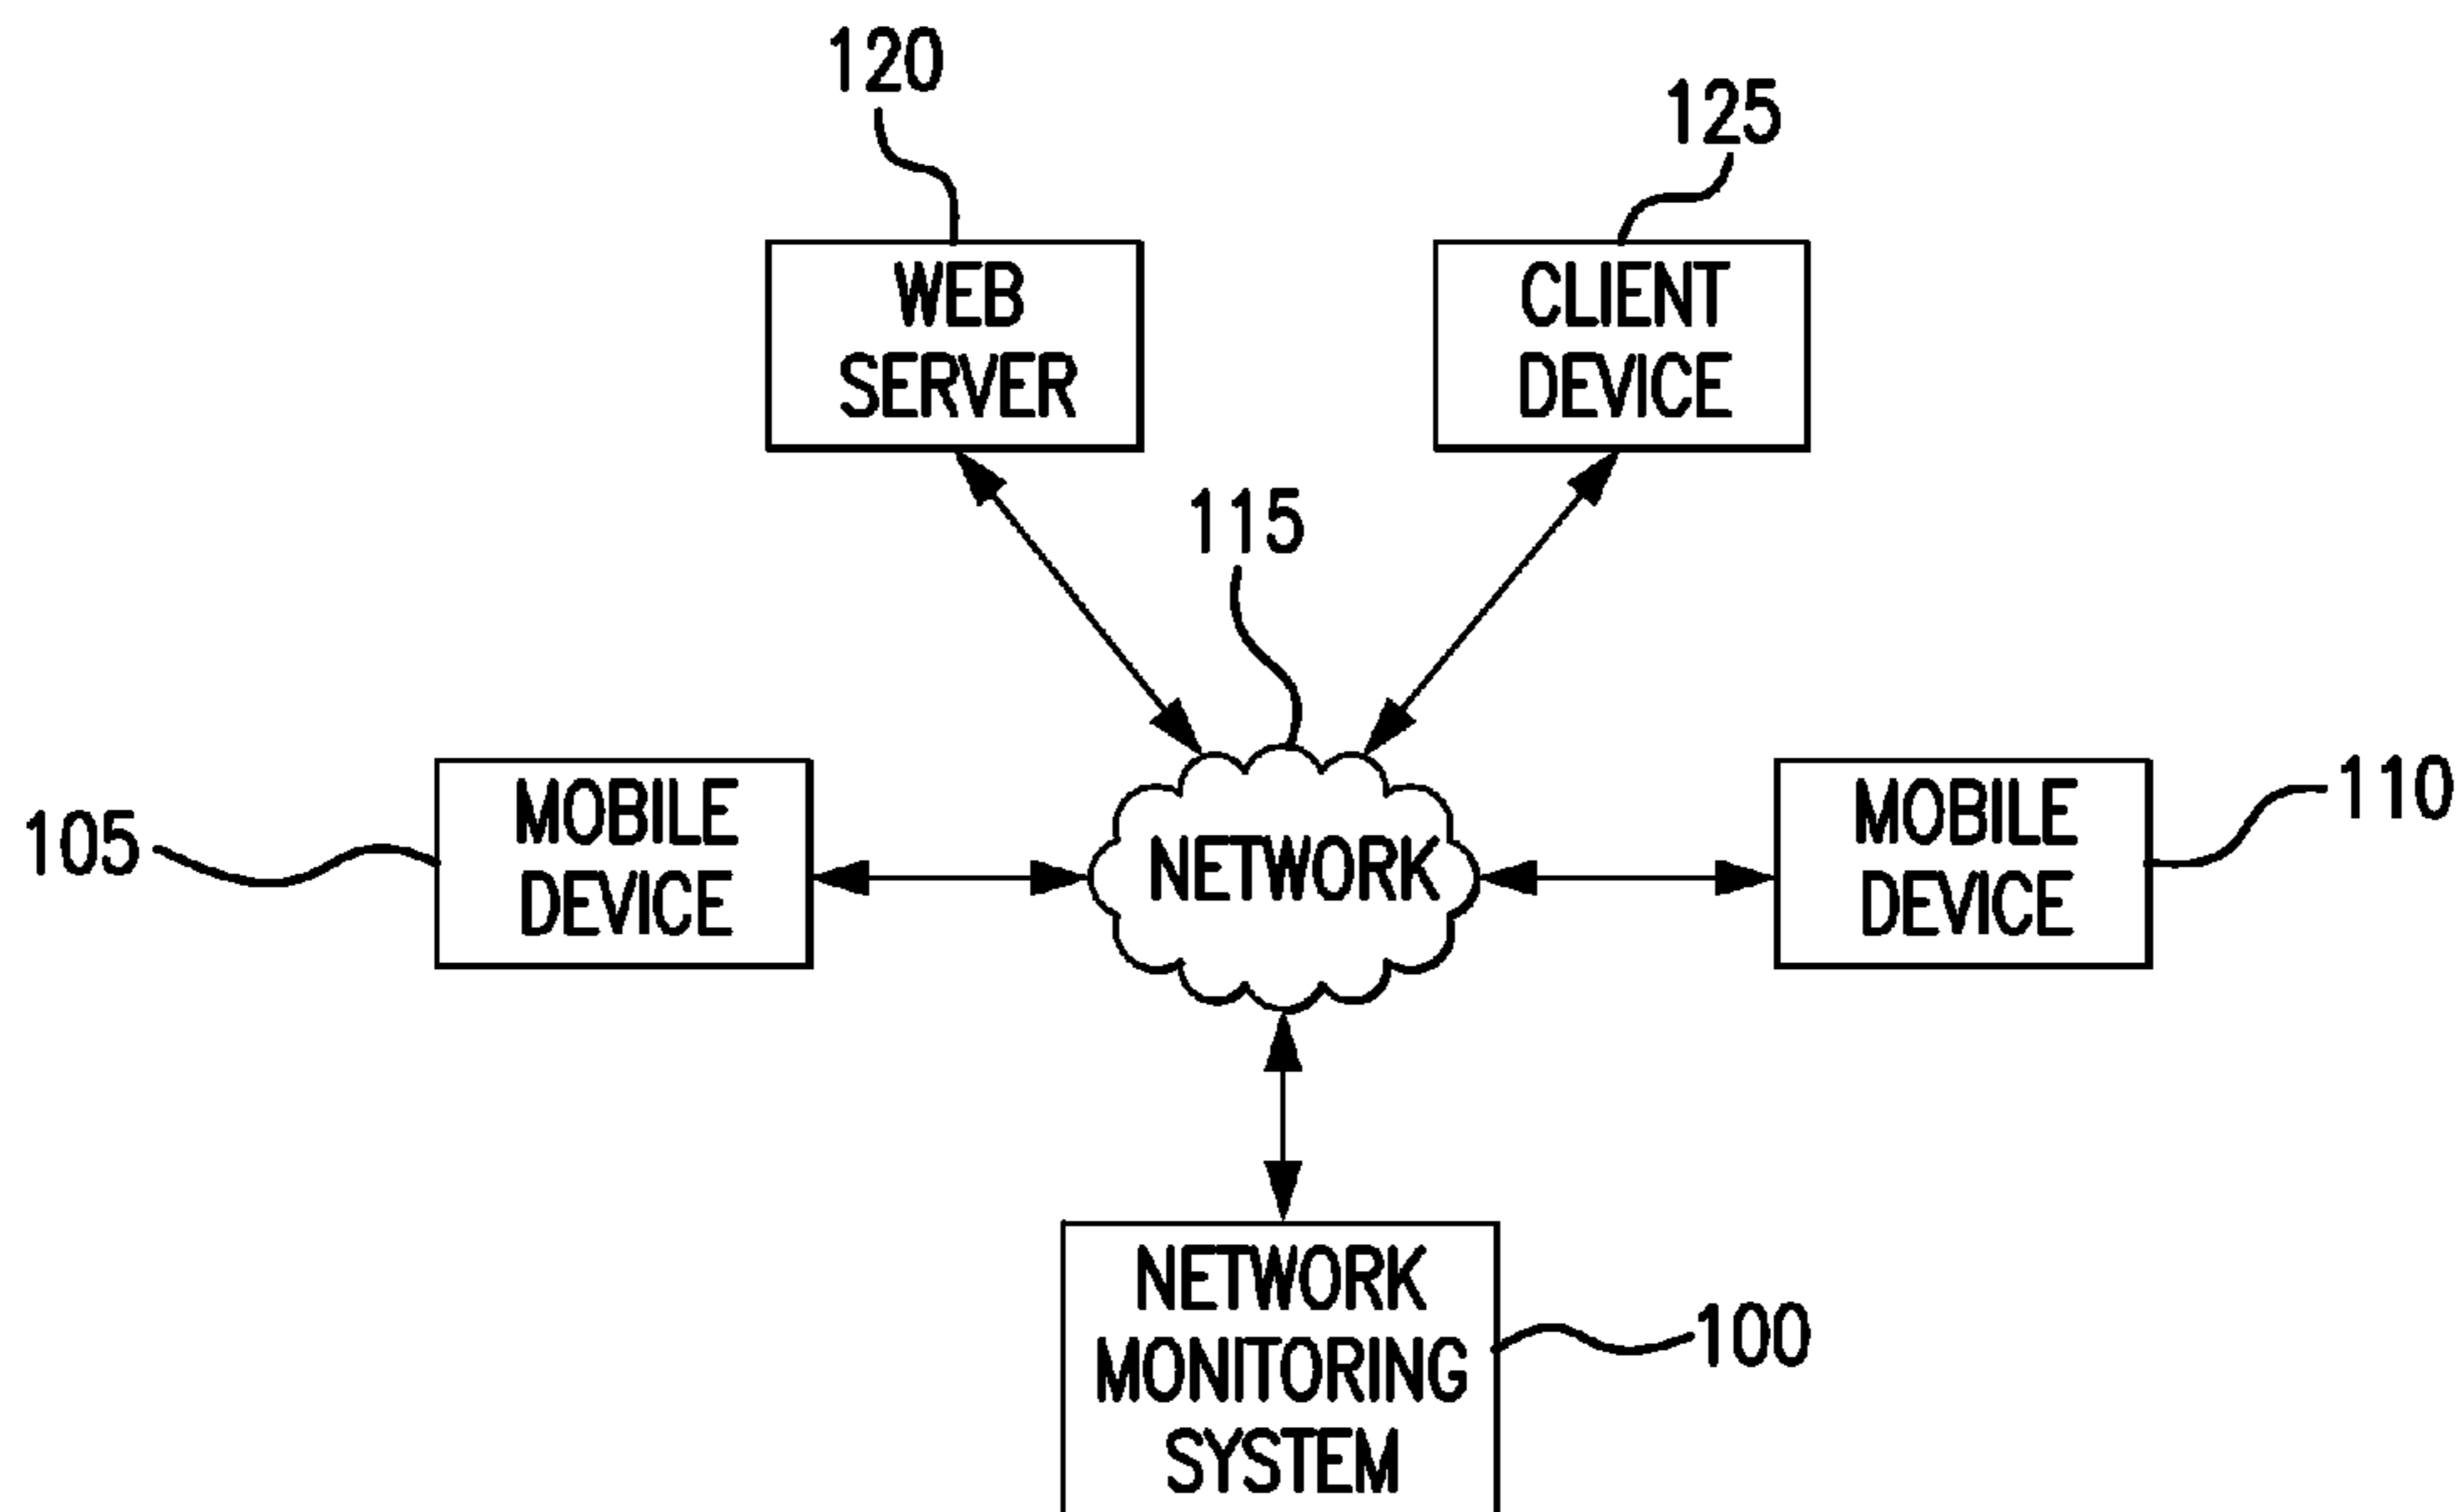 120
125
WEB
SERVER
CLIENT
DEVICE
115
105
MOBILE
DEVICE
NETWORK
MOBILE
DEVICE
110
NETWORK
MONITORING
SYSTEM
100